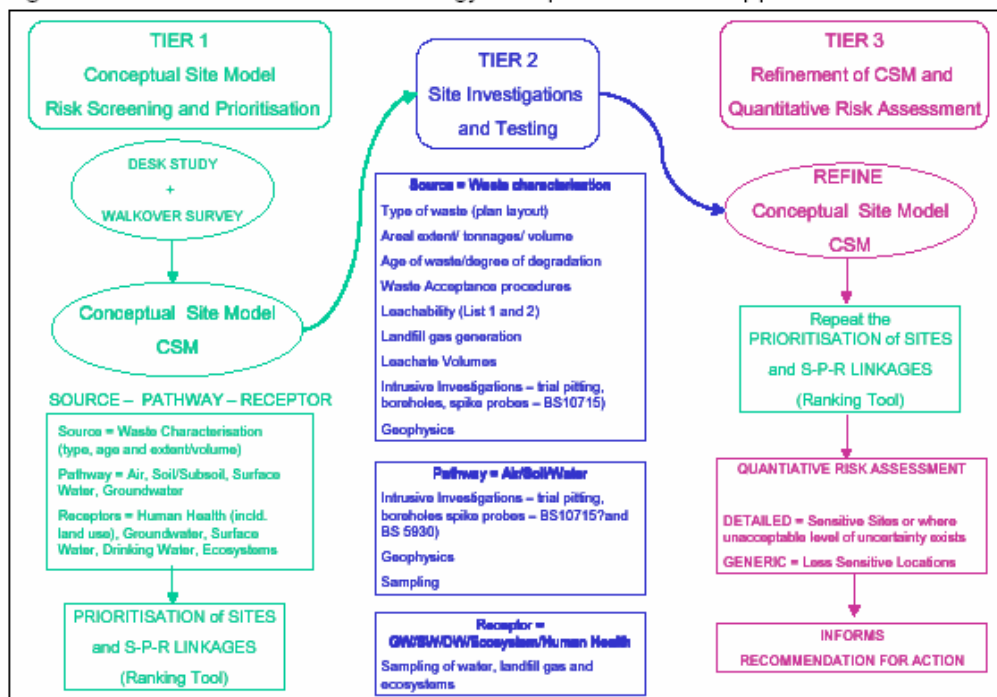 TIER 1
Conceptual Site Model
Risk Screening and Prioritisation
DESK STUDY
+
WALKOVER SURVEY
Conceptual Site Model
CSM
SOURCE – PATHWAY – RECEPTOR
Source = Waste Characterisation
(type, age and extent/volume)
Pathway = Air, Soil/Subsoil, Surface
Water, Groundwater
Receptors = Human Health (incld.
land use), Groundwater, Surface
Water, Drinking Water, Ecosystems
PRIORITISATION of SITES
and S-P-R LINKAGES
(Ranking Tool)
TIER 2
Site Investigations
and Testing
Source = Waste characterisation
Type of waste (plan layout)
Areal extent/ tonnages/ volume
Age of waste/degree of degradation
Waste Acceptance procedures
Leachability (List 1 and 2)
Landfill gas generation
Leachate Volumes
Intrusive Investigations – trial pitting,
boreholes, spike probes – BS10715)
Geophysics
Pathway = Air/Soil/Water
Intrusive Investigations – trial pitting,
boreholes spike probes – BS10715?and
BS 5930)
Geophysics
Sampling
Receptor =
GW/SW/DW/Ecosystem/Human Health
Sampling of water, landfill gas and
ecosystems
TIER 3
Refinement of CSM and
Quantitative Risk Assessment
REFINE
Conceptual Site Model
CSM
Repeat the
PRIORITISATION of SITES
and S-P-R LINKAGES
(Ranking Tool)
QUANTIATIVE RISK ASSESSMENT
DETAILED = Sensitive Sites or where
unacceptable level of uncertainty exists
GENERIC = Less Sensitive Locations
INFORMS
RECOMMENDATION FOR ACTION